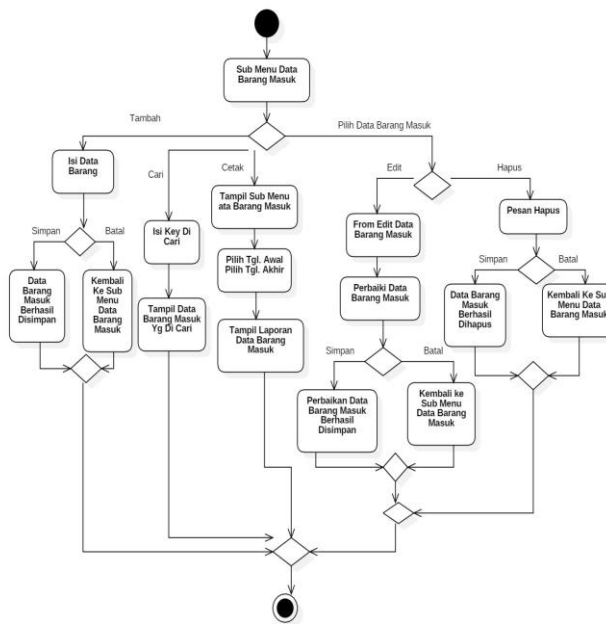 Sub Menu Data
Barang Masuk
Tambah
Pilih Data Barang Masuk
Isi Data
Barang
Cari
Cetak
Edit
Hapus
Tampil Sub Menu
ata Barang Masuk
Pesan Hapus
Isi Key Di
Cari
From Edit Data
Barang Masuk
Simpan
Batal
Pilih Tgl. Awal
Pilih Tgl. Akhir
Simpan
Batal
Data
Barang
Masuk
Berhasil
Disimpan
Kembali
Ke Sub
Menu
Data
Barang
Masuk
Perbaiki Data
Barang Masuk
Data Barang
Masuk
Berhasil
Dihapus
Kembali Ke Sub
Menu Data
Barang Masuk
Tampil Data
Barang Masuk
Yg Di Cari
Tampil Laporan
Data Barang
Masuk
Simpan
Batal
Perbaikan Data
Barang Masuk
Berhasil
Disimpan
Kembali ke
Sub Menu
Data Barang
Masuk